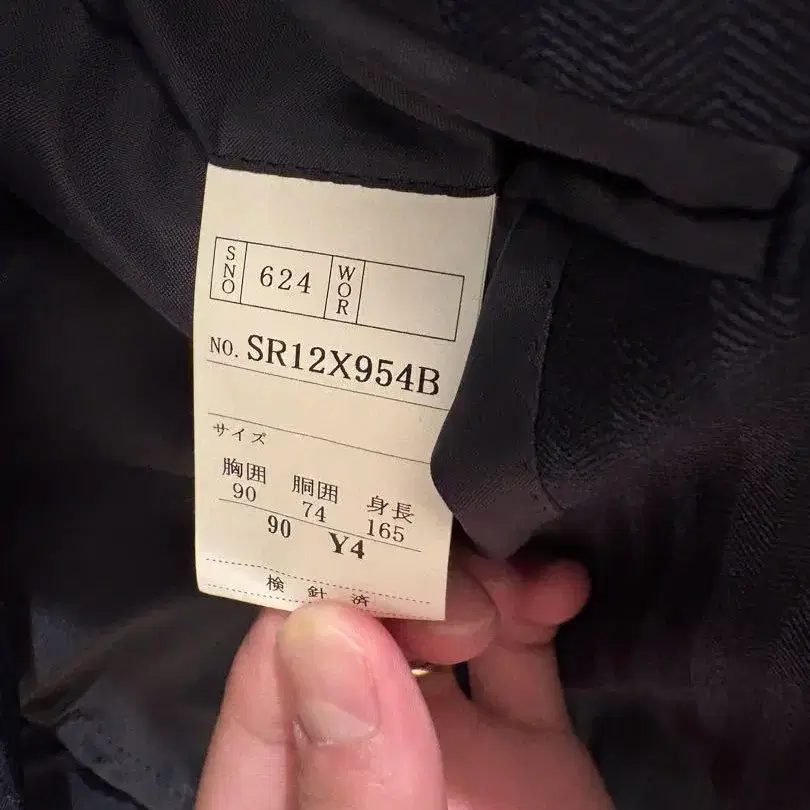 SNO 624 WOR
NO. SR12X954B
サイズ
胸囲 胴囲 身長
90 74 165
90 Y4
検針済